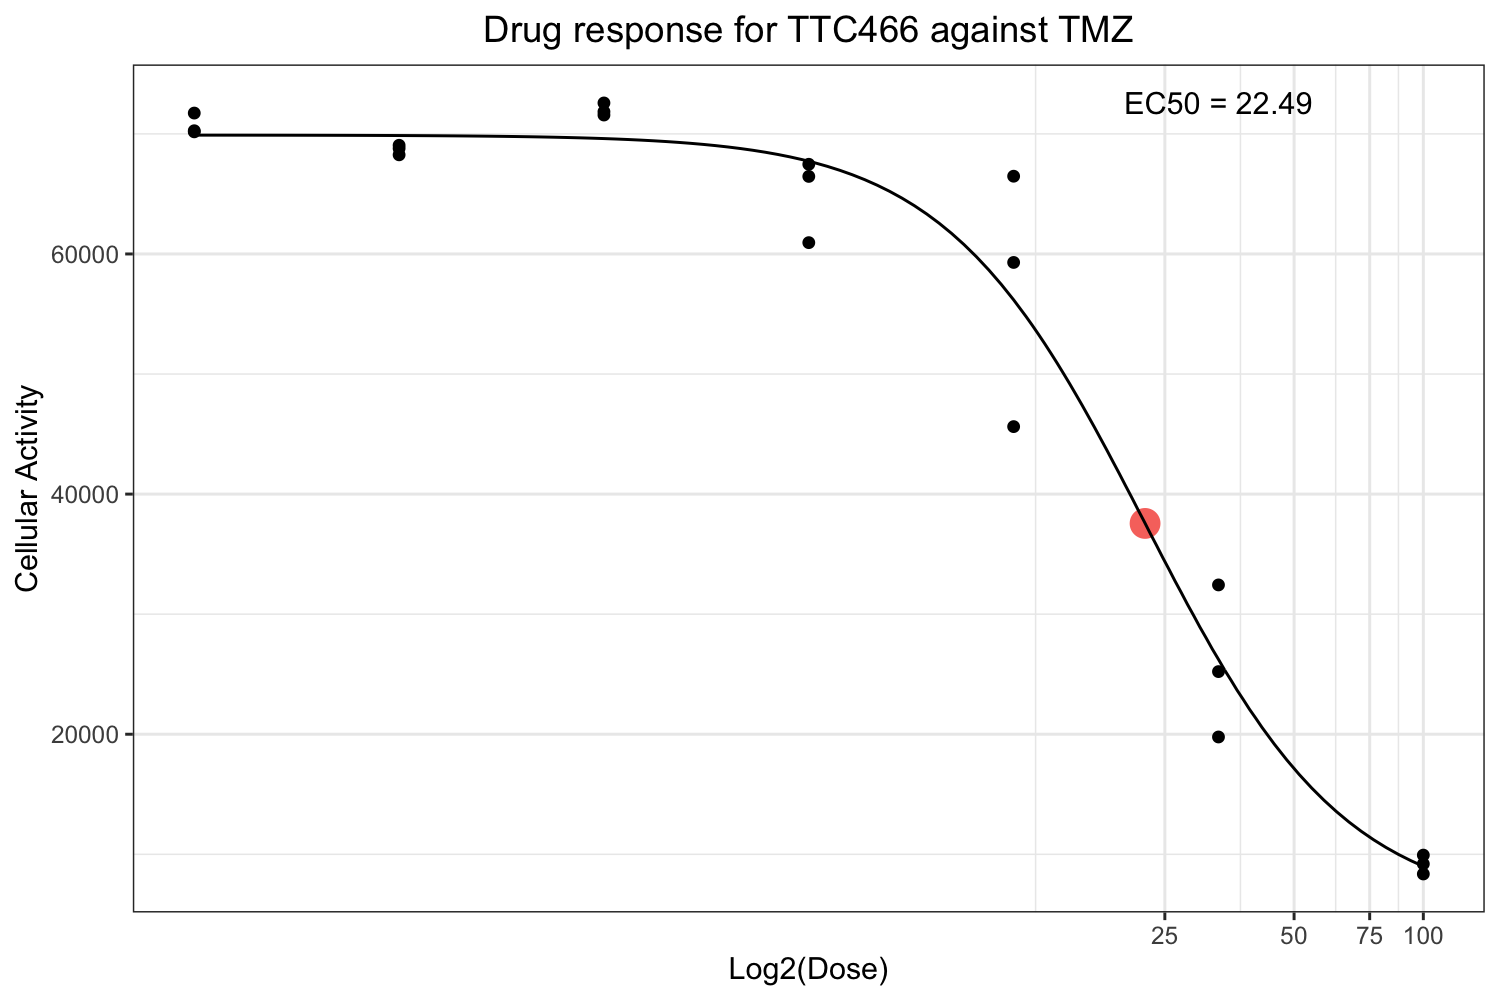 Drug response for TTC466 against TMZ
EC50 = 22.49
60000
40000
20000
Cellular Activity
25 50 75 100
Log2(Dose)